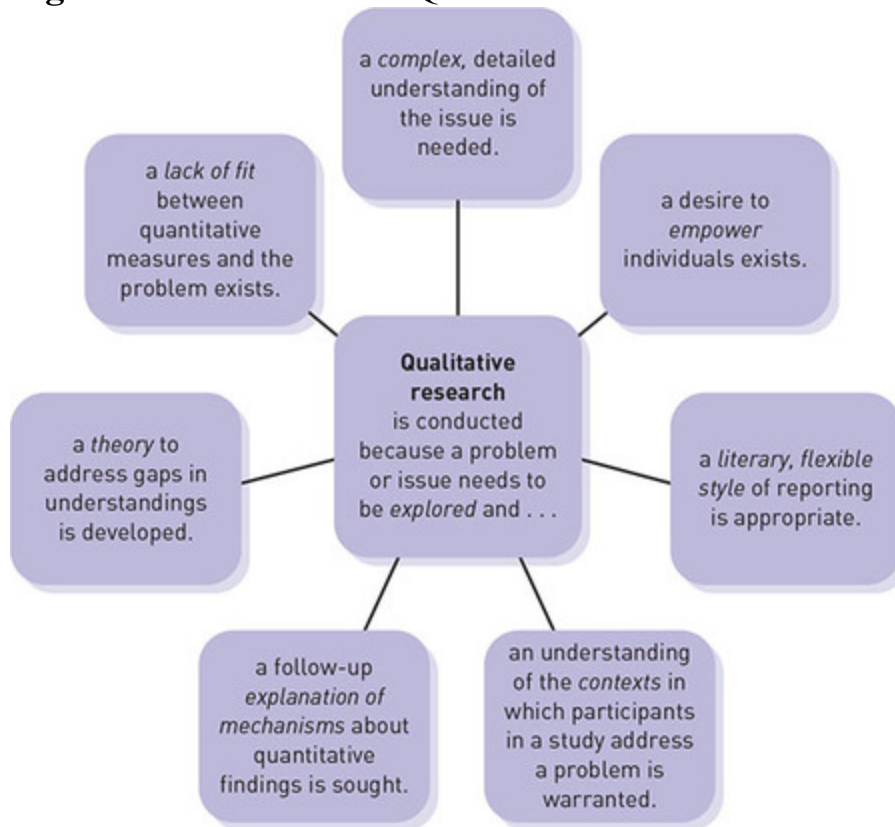 a complex, detailed
understanding of
the issue is
needed.
a desire to
empower
individuals exists.
a literary, flexible
style of reporting
is appropriate.
an understanding
of the contexts in
which participants
in a study address
a problem is
warranted.
a follow-up
explanation of
mechanisms about
quantitative
findings is sought.
a theory to
address gaps in
understandings
is developed.
a lack of fit
between
quantitative
measures and the
problem exists.
Qualitative
research
is conducted
because a problem
or issue needs to
be explored and . . .